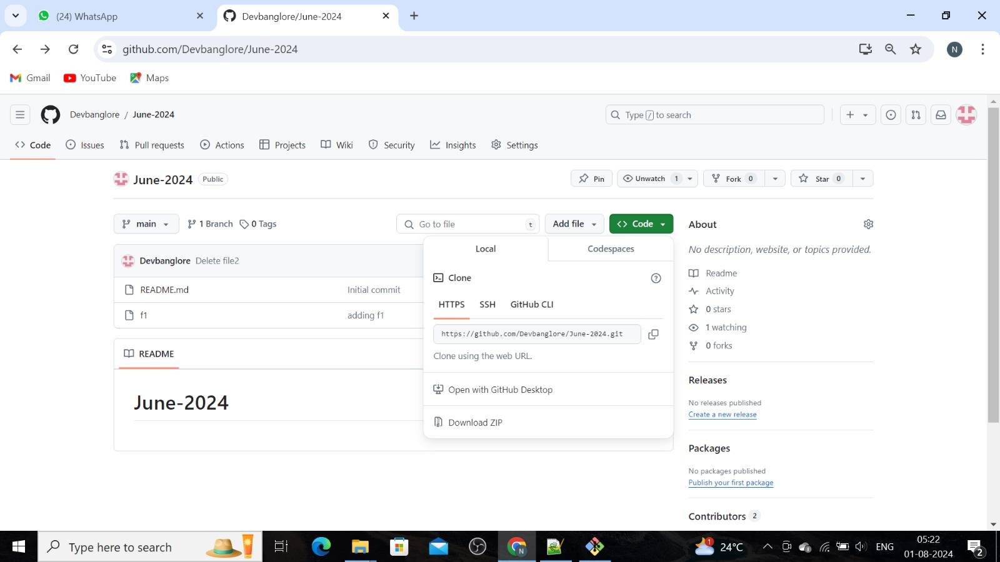 (24) WhatsApp
Devbanglore/June-2024
github.com/Devbanglore/June-2024
N
Gmail
YouTube
Maps
Devbanglore / June-2024
Type / to search
Code
Issues
Pull requests
Actions
Projects
Wiki
Security
Insights
Settings
June-2024
Public
Pin
Unwatch 1
Fork 0
Star 0
main
1 Branch
0 Tags
Go to file
t
Add file
Code
Devbanglore Delete file2
README.md Initial commit
f1 adding f1
README
June-2024
Local
Codespaces
Clone
HTTPS
SSH
GitHub CLI
https://github.com/Devbanglore/June-2024.git
Clone using the web URL.
Open with GitHub Desktop
Download ZIP
About
No description, website, or topics provided.
Readme
Activity
0 stars
1 watching
0 forks
Releases
No releases published
Create a new release
Packages
No packages published
Publish your first package
Contributors 2
Type here to search
N
1
24°C
ENG
05:22
01-08-2024
2